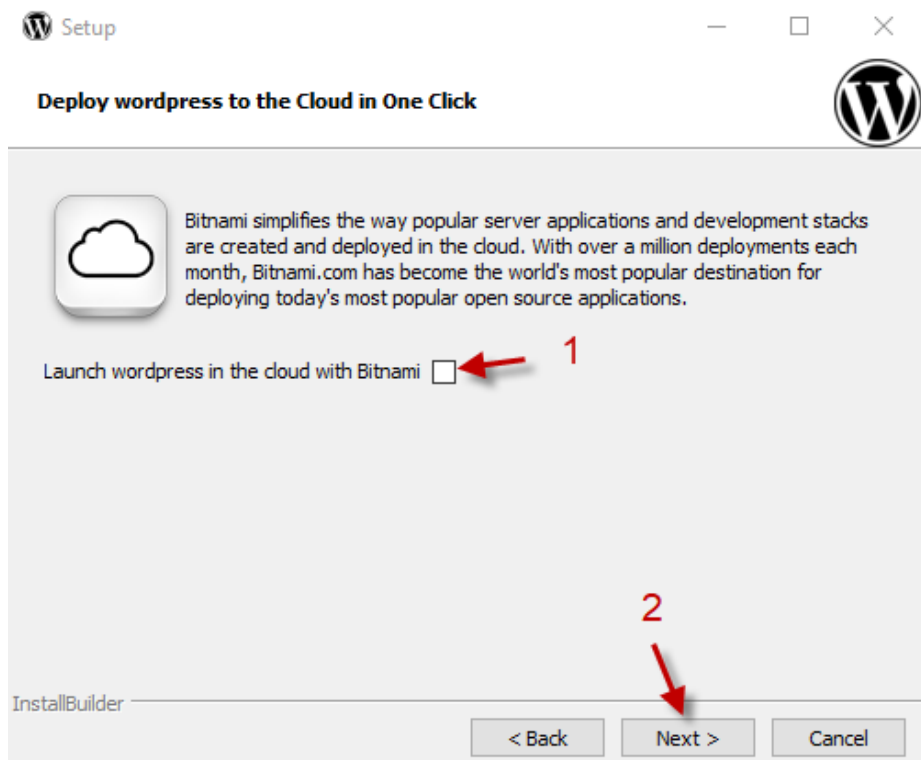 Setup
Deploy wordpress to the Cloud in One Click
Bitnami simplifies the way popular server applications and development stacks
are created and deployed in the cloud. With over a million deployments each
month, Bitnami.com has become the world's most popular destination for
deploying today's most popular open source applications.
1
Launch wordpress in the cloud with Bitnami
2
InstallBuilder
< Back Next > Cancel